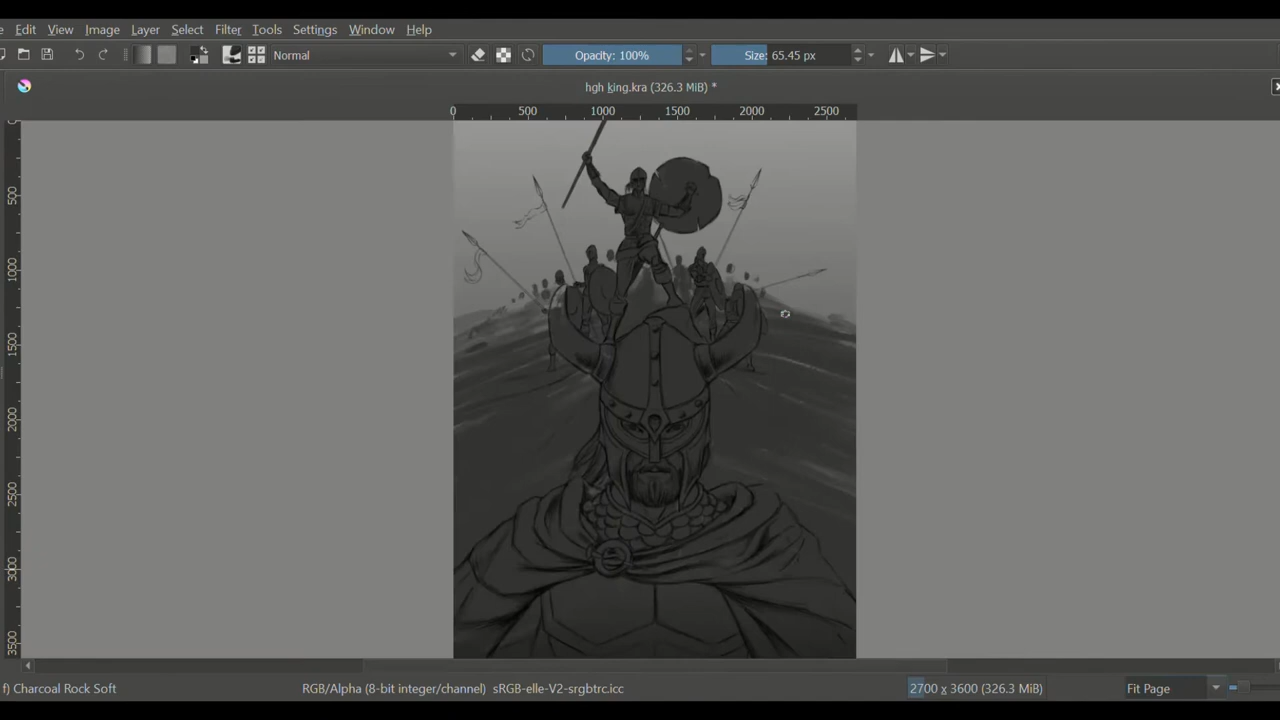 Edit View Image Layer Select Filter Tools Settings Window Help
Normal Opacity: 100% Size: 65.45 px
hgh king.kra (326.3 MiB) *
0 500 1000 1500 2000 2500
0
500
1000
1500
2000
2500
3000
3500
f) Charcoal Rock Soft RGB/Alpha (8-bit integer/channel) sRGB-elle-V2-srgbtrc.icc 2700 x 3600 (326.3 MiB) Fit Page